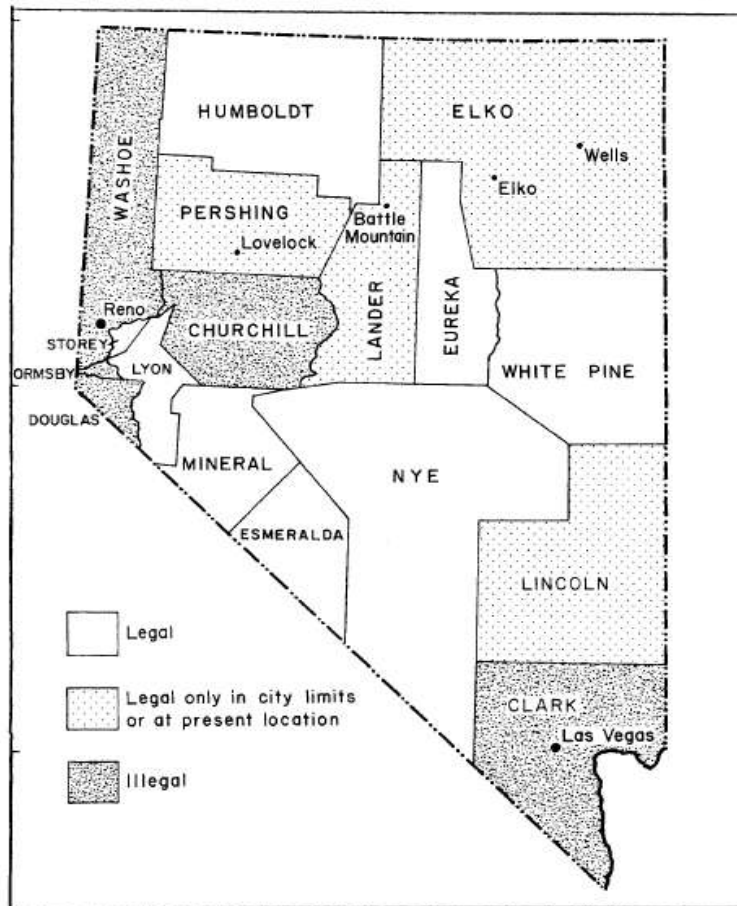 HUMBOLDT
ELKO
Wells
Elko
WASHOE
PERSHING
Lovelock
Battle
Mountain
LANDER
EUREKA
Reno
CHURCHILL
STOREY
LYON
ORMSBY
WHITE PINE
DOUGLAS
MINERAL
NYE
ESMERALDA
LINCOLN
Legal
Legal only in city limits
or at present location
CLARK
Las Vegas
Illegal